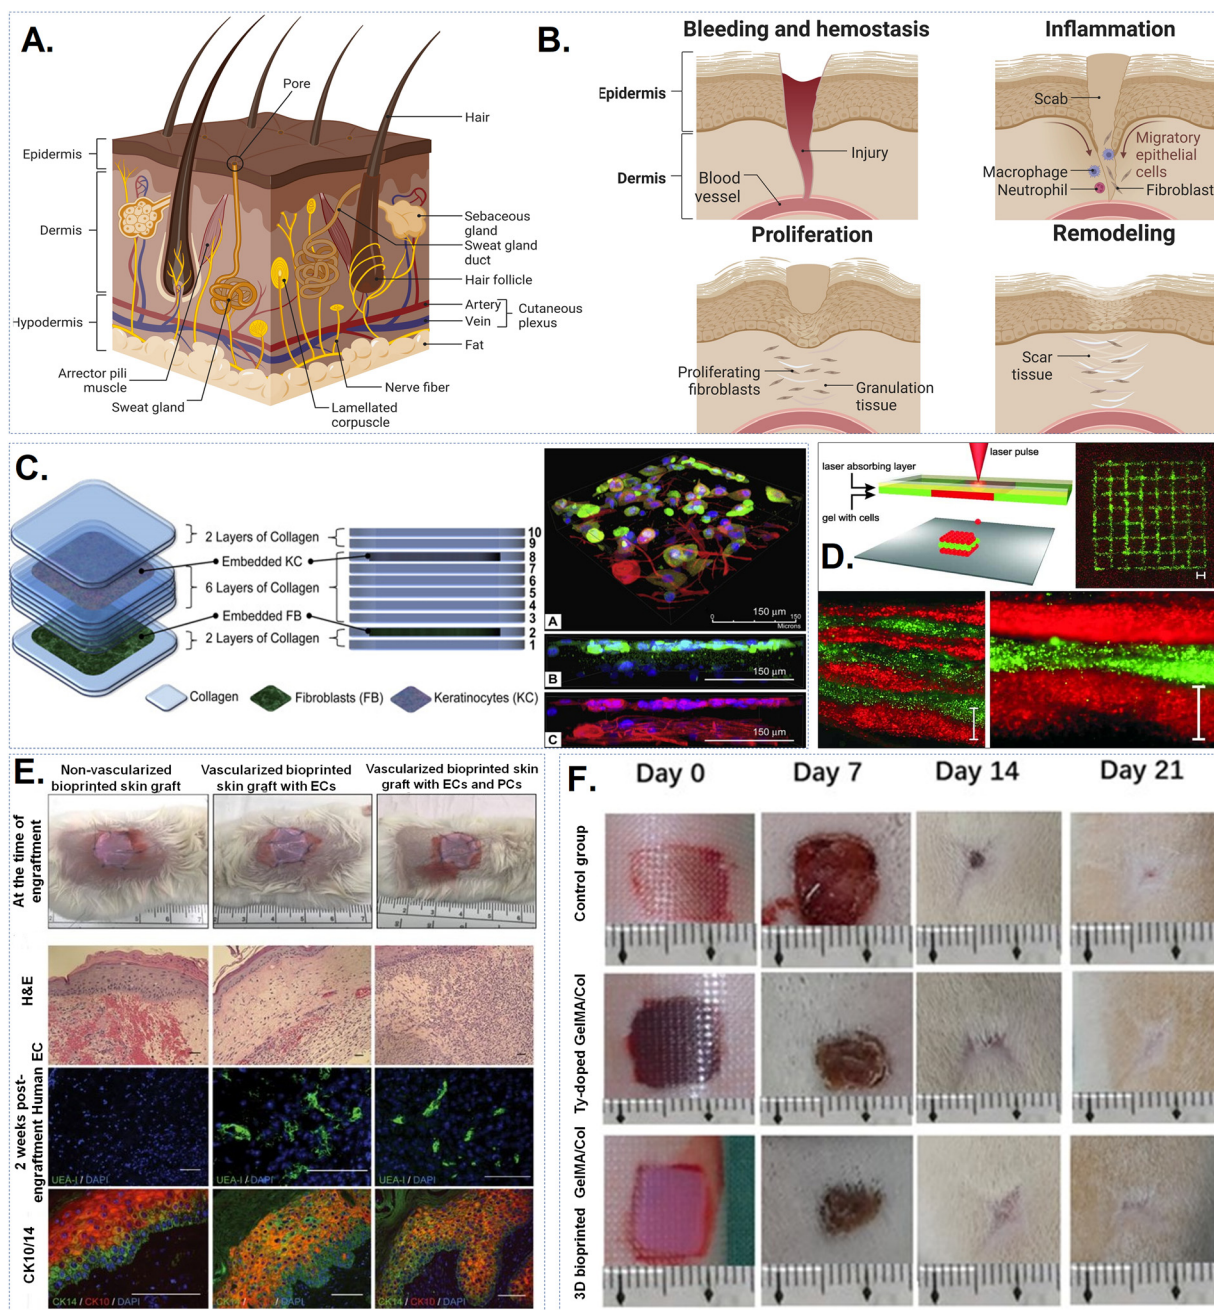 A.
Pore
Hair
Epidermis
Dermis
Hypodermis
Sebaceous
gland
Sweat gland
duct
Hair follicle
Artery
Vein
Cutaneous
plexus
Fat
Arrector pili
muscle
Sweat gland
Nerve fiber
Lamellated
corpuscle
B.
Bleeding and hemostasis
Epidermis
Dermis
Injury
Blood
vessel
Inflammation
Scab
Migratory
epithelial
cells
Macrophage
Neutrophil
Fibroblast
Proliferation
Proliferating
fibroblasts
Granulation
tissue
Remodeling
Scar
tissue
C.
2 Layers of Collagen
Embedded KC
6 Layers of Collagen
Embedded FB
2 Layers of Collagen
10
9
8
7
6
5
4
3
2
1
Collagen
Fibroblasts (FB)
Keratinocytes (KC)
A
150 µm
150
Microns
B
150 µm
C
150 µm
D.
laser pulse
laser absorbing layer
gel with cells
E.
Non-vascularized
bioprinted skin graft
Vascularized bioprinted
skin graft with ECs
Vascularized bioprinted skin
graft with ECs and PCs
At the time of
engraftment
H&E
2 weeks post-
engraftment Human EC
UEA-I / DAPI
UEA-I / DAPI
UEA-I / DAPI
CK10/14
CK14 / CK10 / DAPI
/ DAPI
CK14 / CK10 / DAPI
F.
Day 0
Day 7
Day 14
Day 21
Control group
Ty-doped GelMA/Col
3D bioprinted GelMA/Col